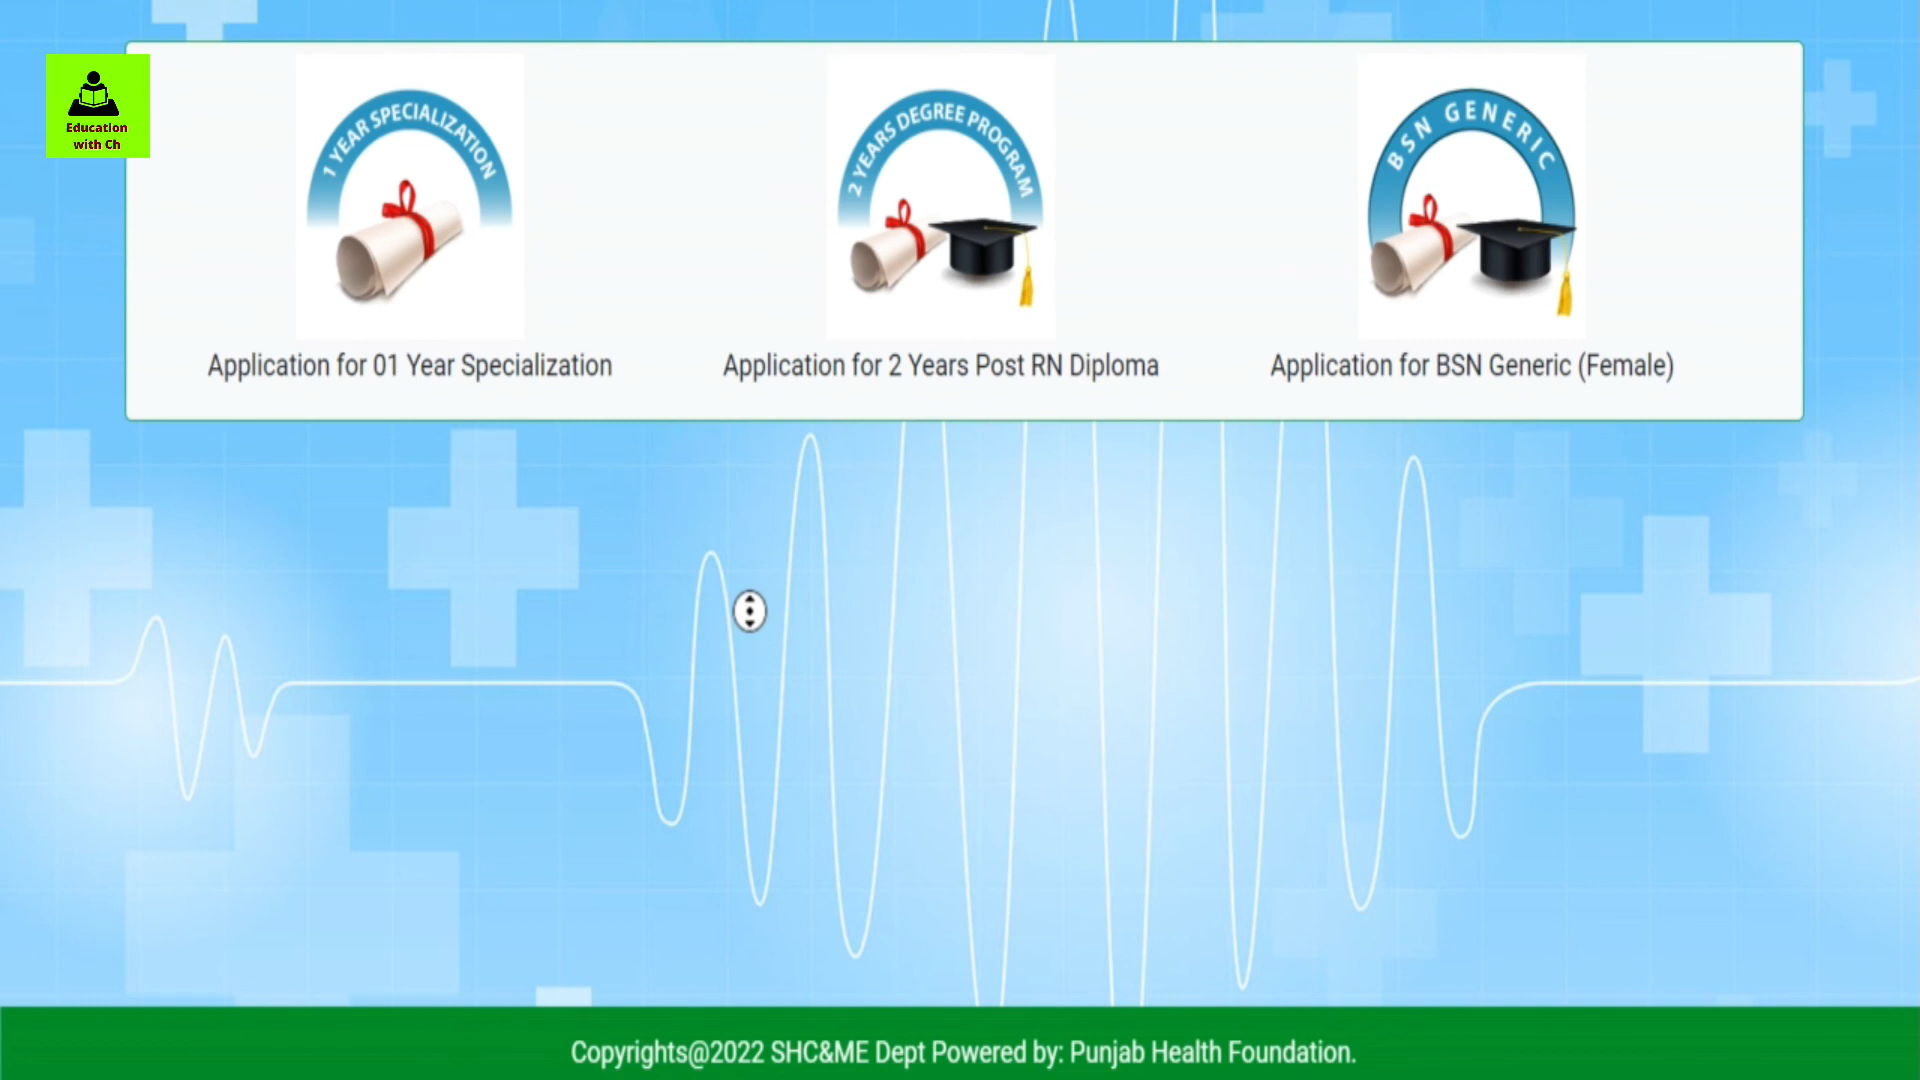 Education
with Ch
1 YEAR SPECIALIZATION
2 YEARS DEGREE PROGRAM
BSN GENERIC
Application for 01 Year Specialization
Application for 2 Years Post RN Diploma
Application for BSN Generic (Female)
Copyrights@2022 SHC&ME Dept Powered by: Punjab Health Foundation.